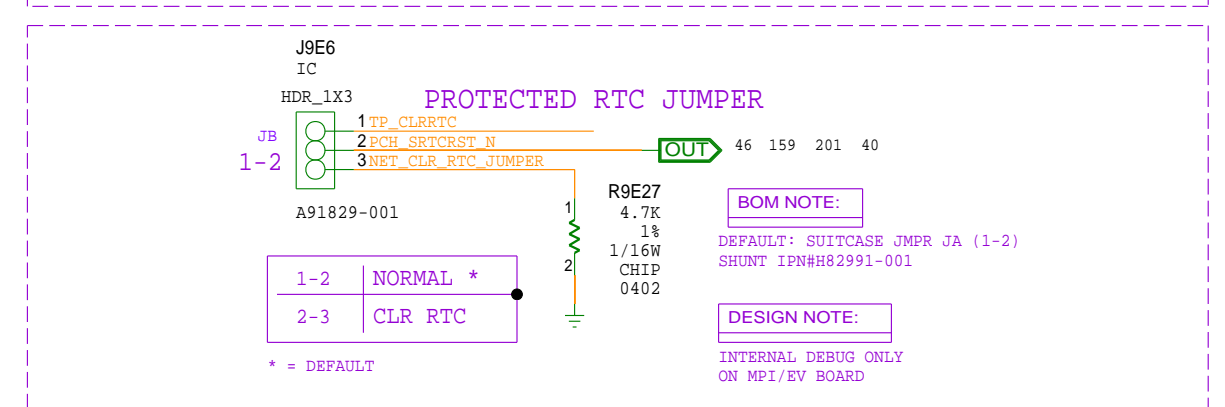 J9E6
IC
HDR_1X3
PROTECTED RTC JUMPER
JB
1-2
1 TP_CLRRTC
2 PCH_SRTCRST_N
3 NET_CLR_RTC_JUMPER
OUT 46 159 201 40
A91829-001
1
2
R9E27
4.7K
1%
1/16W
CHIP
0402
BOM NOTE:
DEFAULT: SUITCASE JMPR JA (1-2)
SHUNT IPN#H82991-001
1-2 NORMAL *
2-3 CLR RTC
* = DEFAULT
DESIGN NOTE:
INTERNAL DEBUG ONLY
ON MPI/EV BOARD